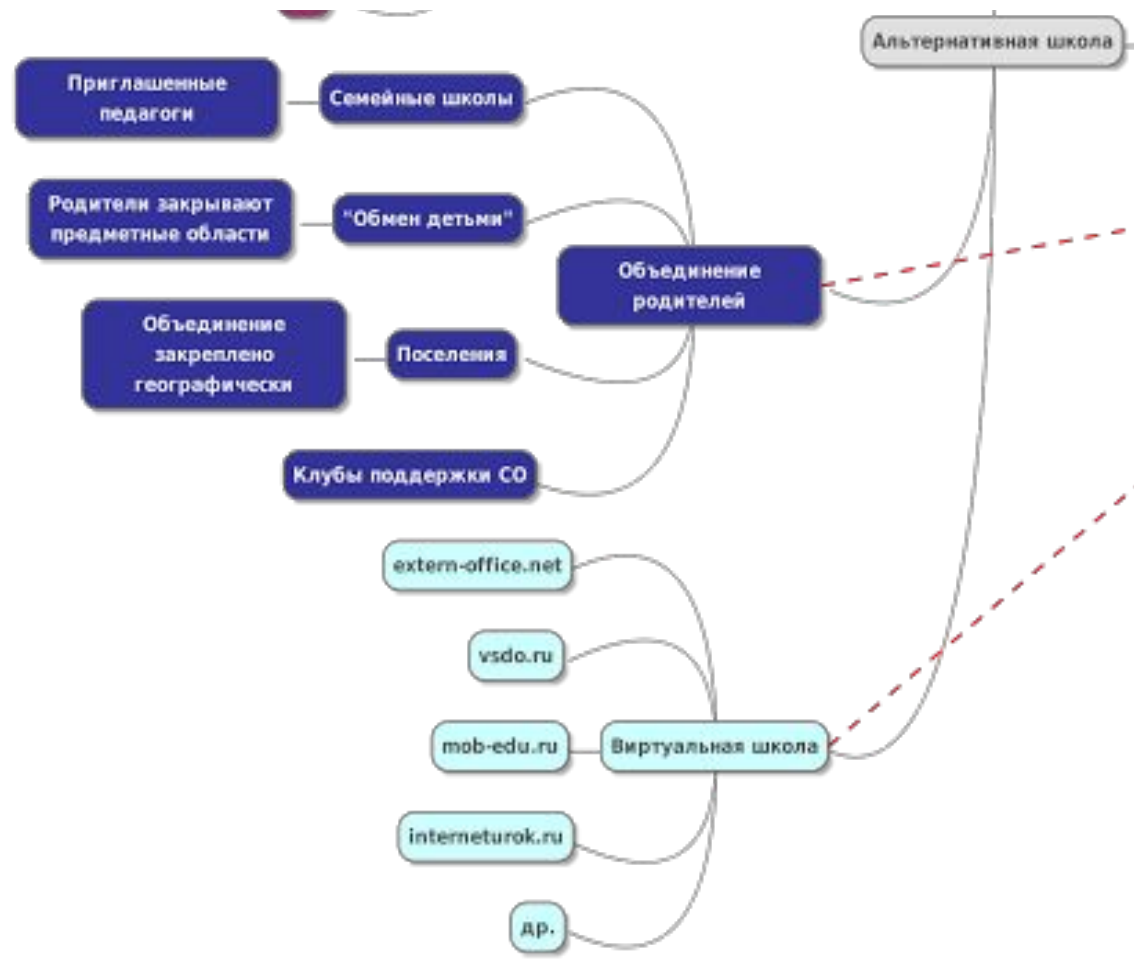 Альтернативная школа
Приглашенные
педагоги
Семейные школы
Родители закрывают
предметные области
"Обмен детьми"
Объединение
родителей
Объединение
закреплено
географически
Поселения
Клубы поддержки СО
extern-office.net
vsdo.ru
mob-edu.ru
Виртуальная школа
interneturok.ru
др.